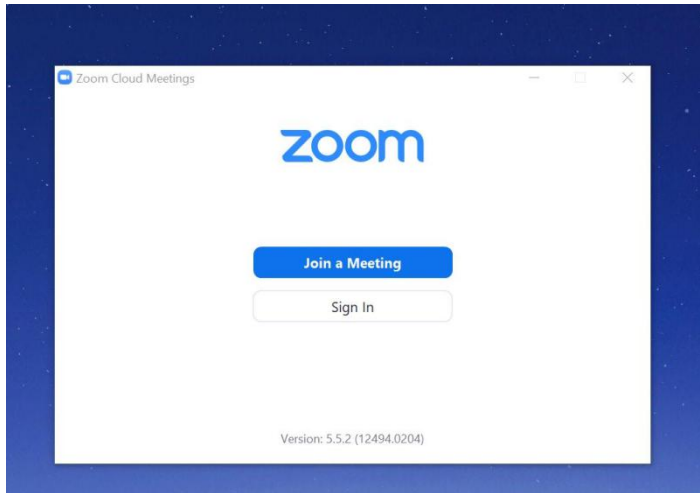 Zoom Cloud Meetings
zoom
Join a Meeting
Sign In
Version: 5.5.2 (12494.0204)